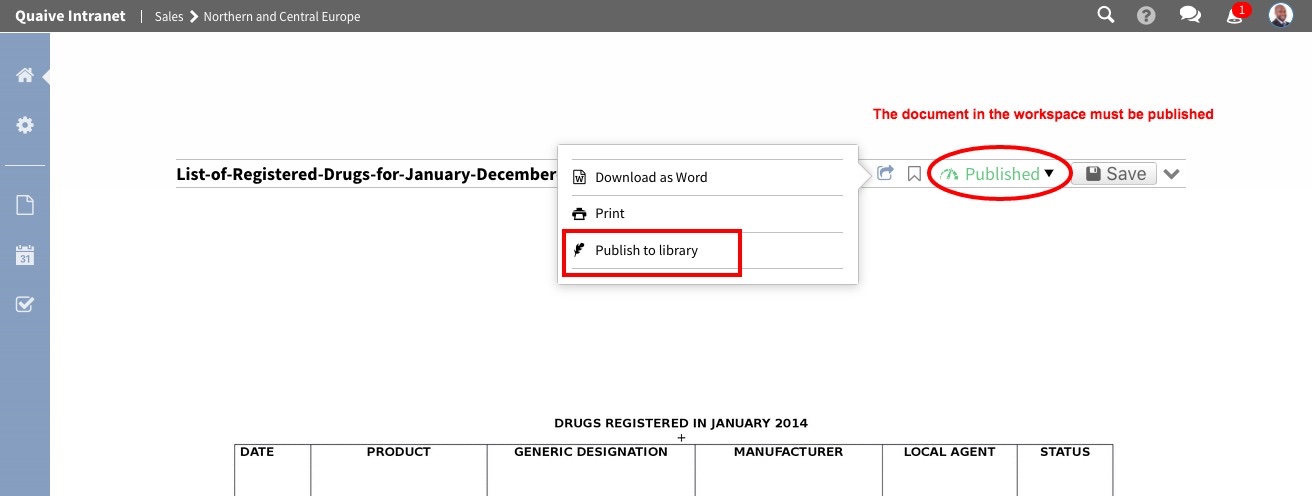 Quaive Intranet | Sales > Northern and Central Europe
?
1
The document in the workspace must be published
List-of-Registered-Drugs-for-January-December
Published
Save
W Download as Word
Print
Publish to library
31
DRUGS REGISTERED IN JANUARY 2014
+
DATE PRODUCT GENERIC DESIGNATION MANUFACTURER LOCAL AGENT STATUS